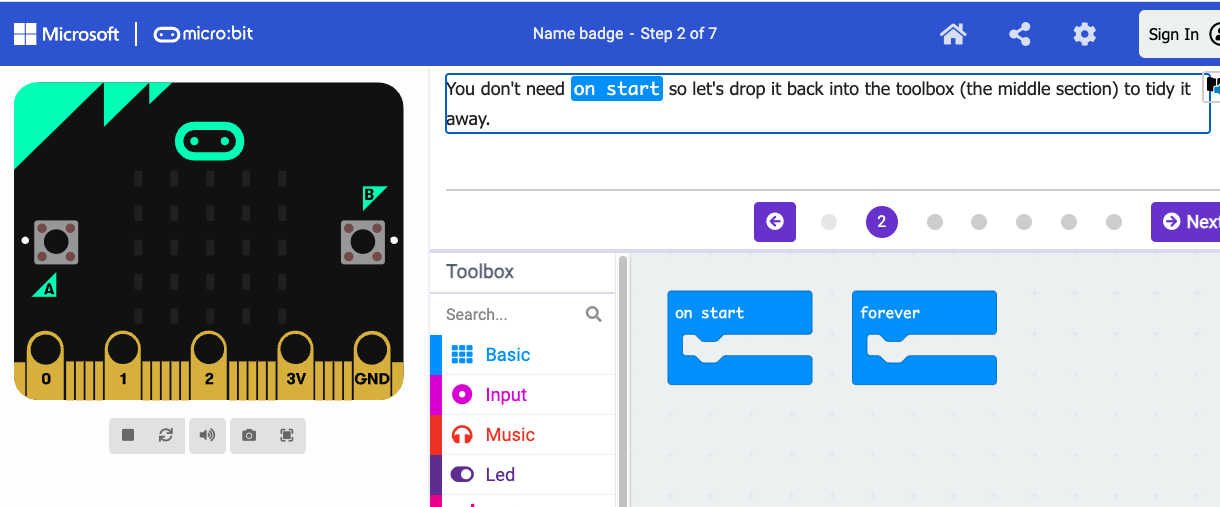 Microsoft micro:bit
Name badge - Step 2 of 7
Sign In
You don't need on start so let's drop it back into the toolbox (the middle section) to tidy it
away.
2
Next
B
A
0 1 2 3V GND
Toolbox
Search...
Basic
Input
Music
Led
on start
forever